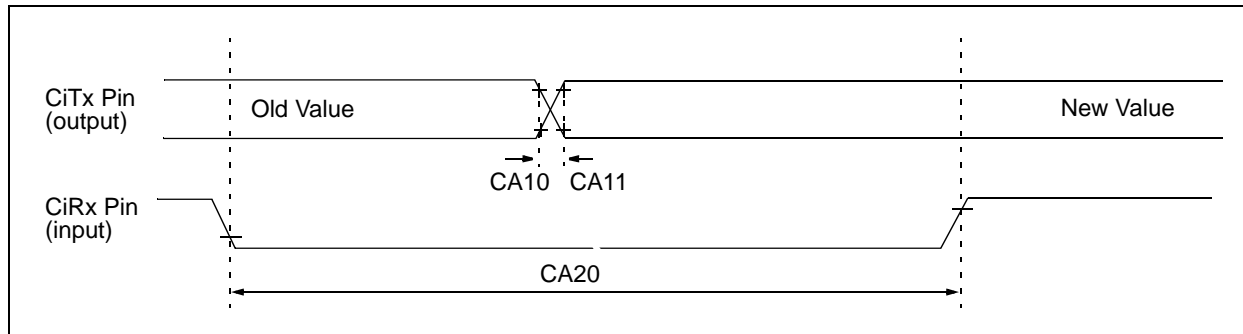 CiTx Pin
(output)
Old Value
New Value
CA10 CA11
CiRx Pin
(input)
CA20